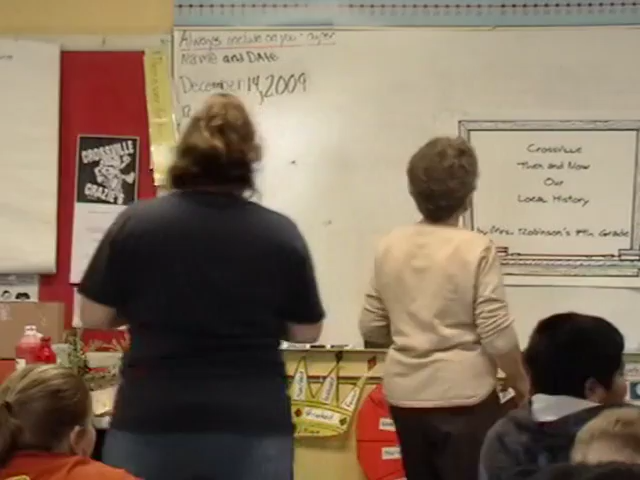 Always include on your paper
Name and Date
December 14, 2009
CROSSVILLE
CRAZIES
Crossville
Then and Now
Our
Local History
by Mrs. Robinson's 4th Grade